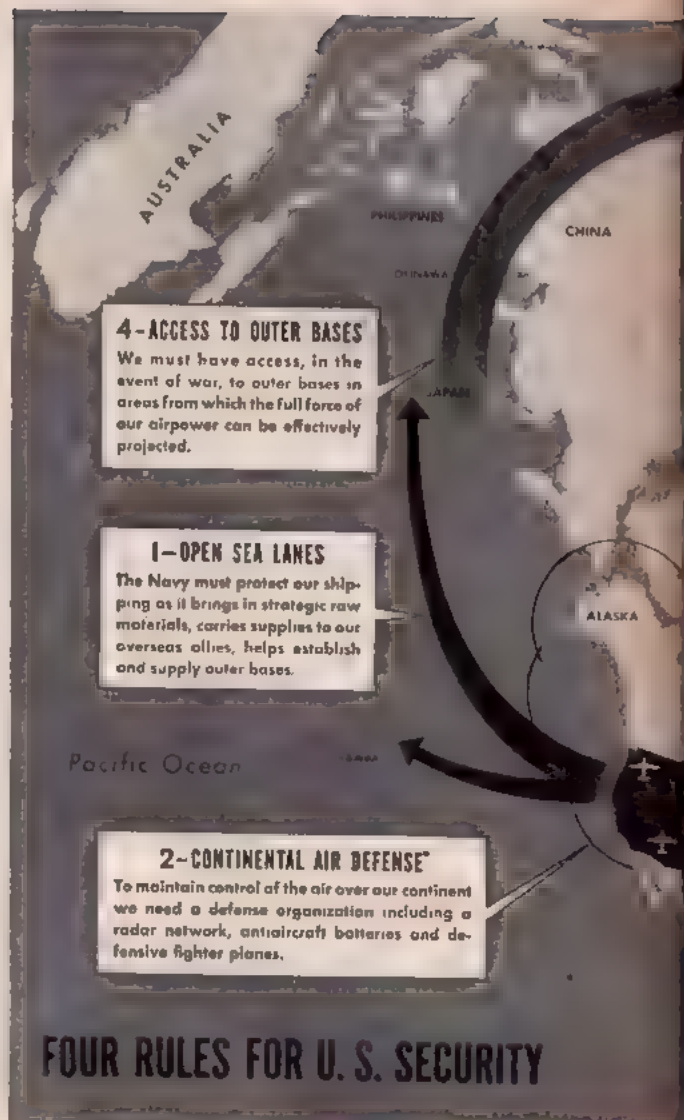 AUSTRALIA
PHILIPPINES
CHINA
OKINAWA
4-ACCESS TO OUTER BASES
We must have access, in the
event of war, to outer bases in
areas from which the full force of
our airpower can be effectively
projected.
JAPAN
1-OPEN SEA LANES
The Navy must protect our ship-
ping as it brings in strategic raw
materials, carries supplies to our
overseas allies, helps establish
and supply outer bases.
ALASKA
Pacific Ocean
2-CONTINENTAL AIR DEFENSE
To maintain control of the air over our continent
we need a defense organization including a
radar network, antiaircraft batteries and de-
fensive fighter planes.
FOUR RULES FOR U. S. SECURITY